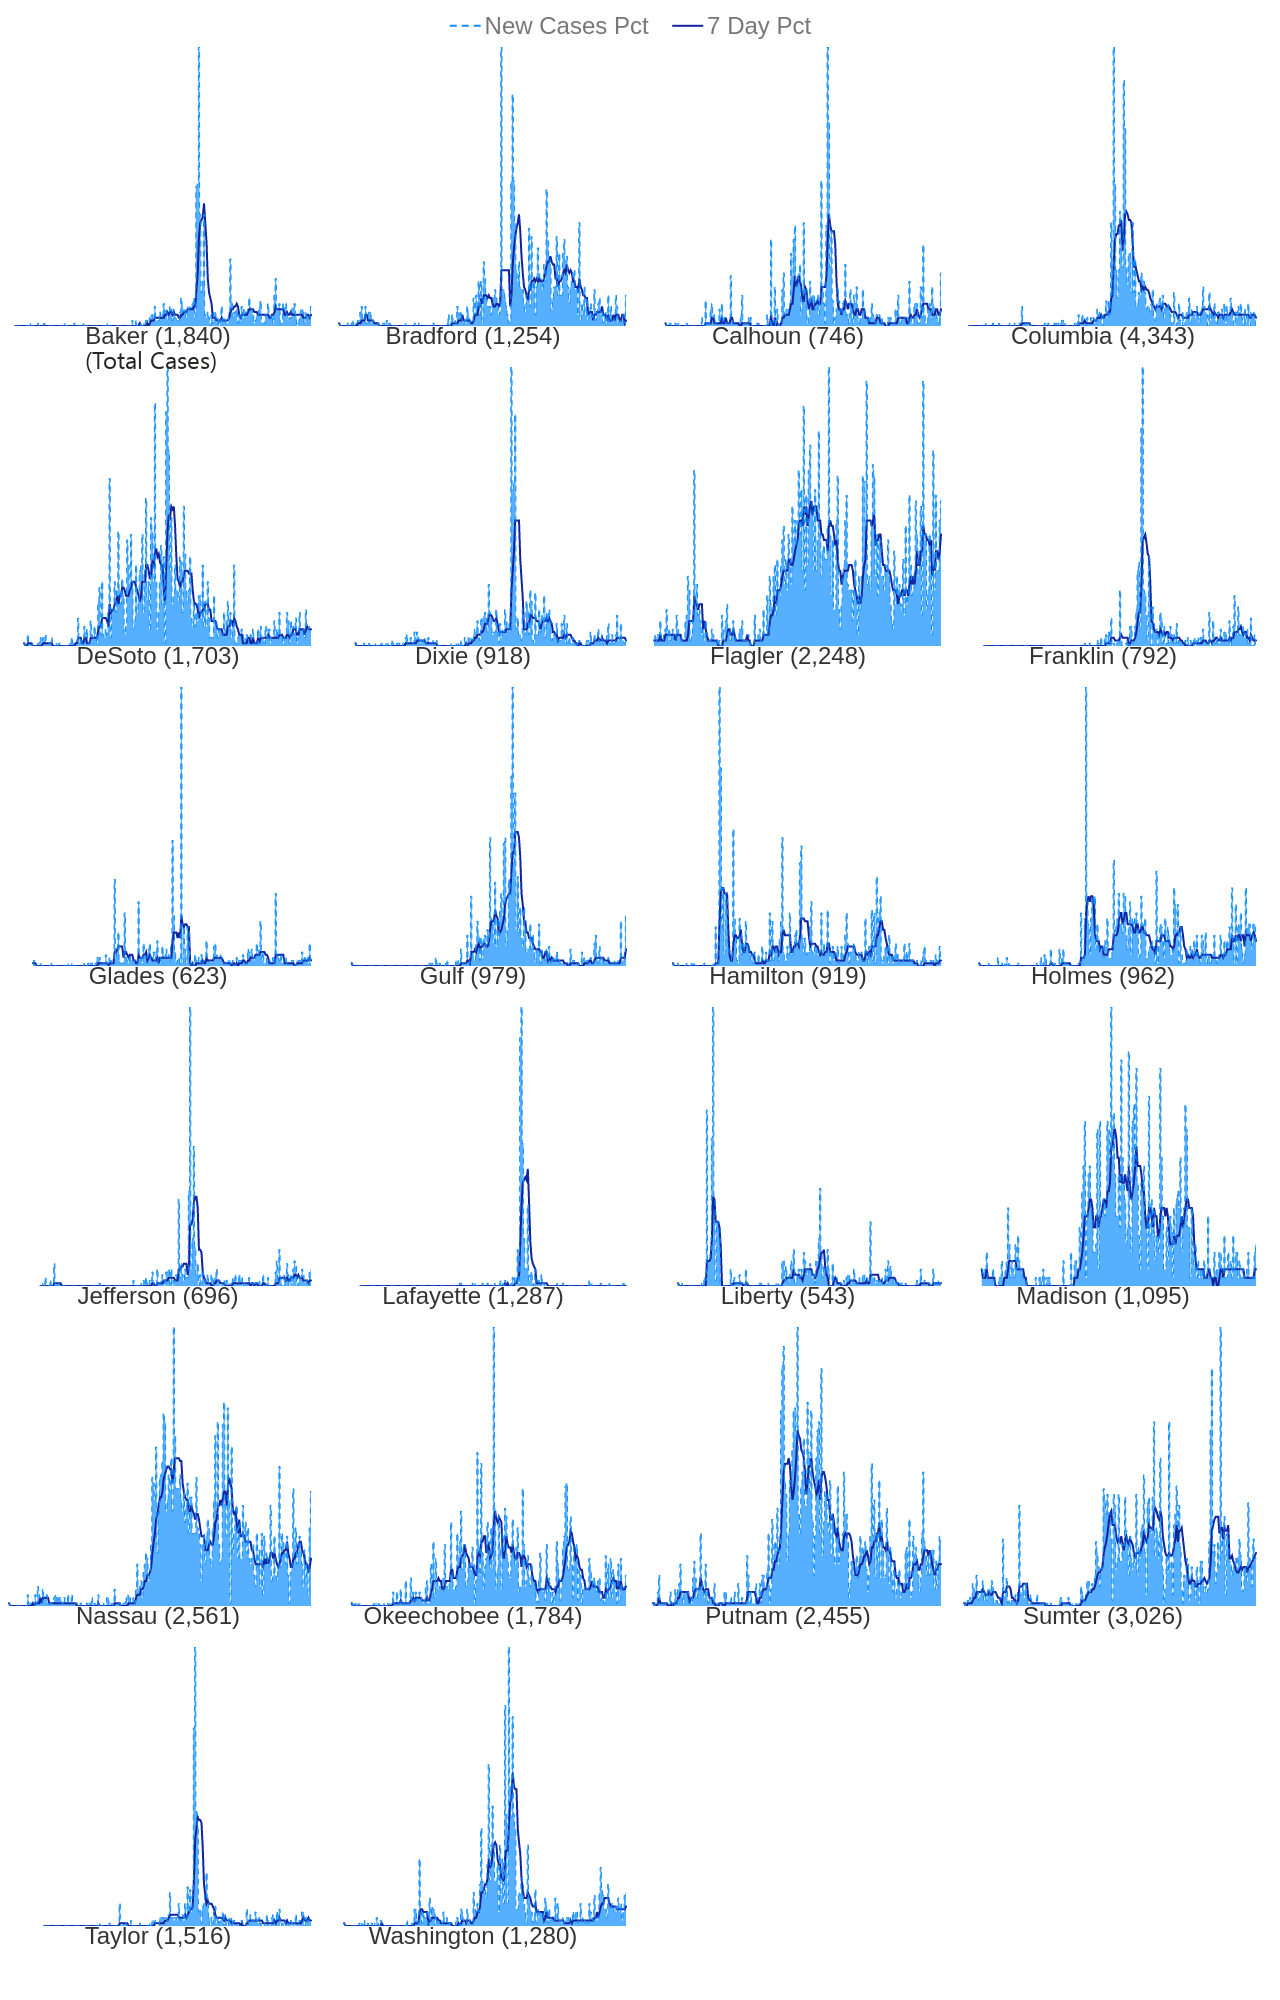 New Cases Pct 7 Day Pct
Baker (1,840) Bradford (1,254) Calhoun (746) Columbia (4,343)
(Total Cases)
DeSoto (1,703) Dixie (918) Flagler (2,248) Franklin (792)
Glades (623) Gulf (979) Hamilton (919) Holmes (962)
Jefferson (696) Lafayette (1,287) Liberty (543) Madison (1,095)
Nassau (2,561) Okeechobee (1,784) Putnam (2,455) Sumter (3,026)
Taylor (1,516) Washington (1,280)